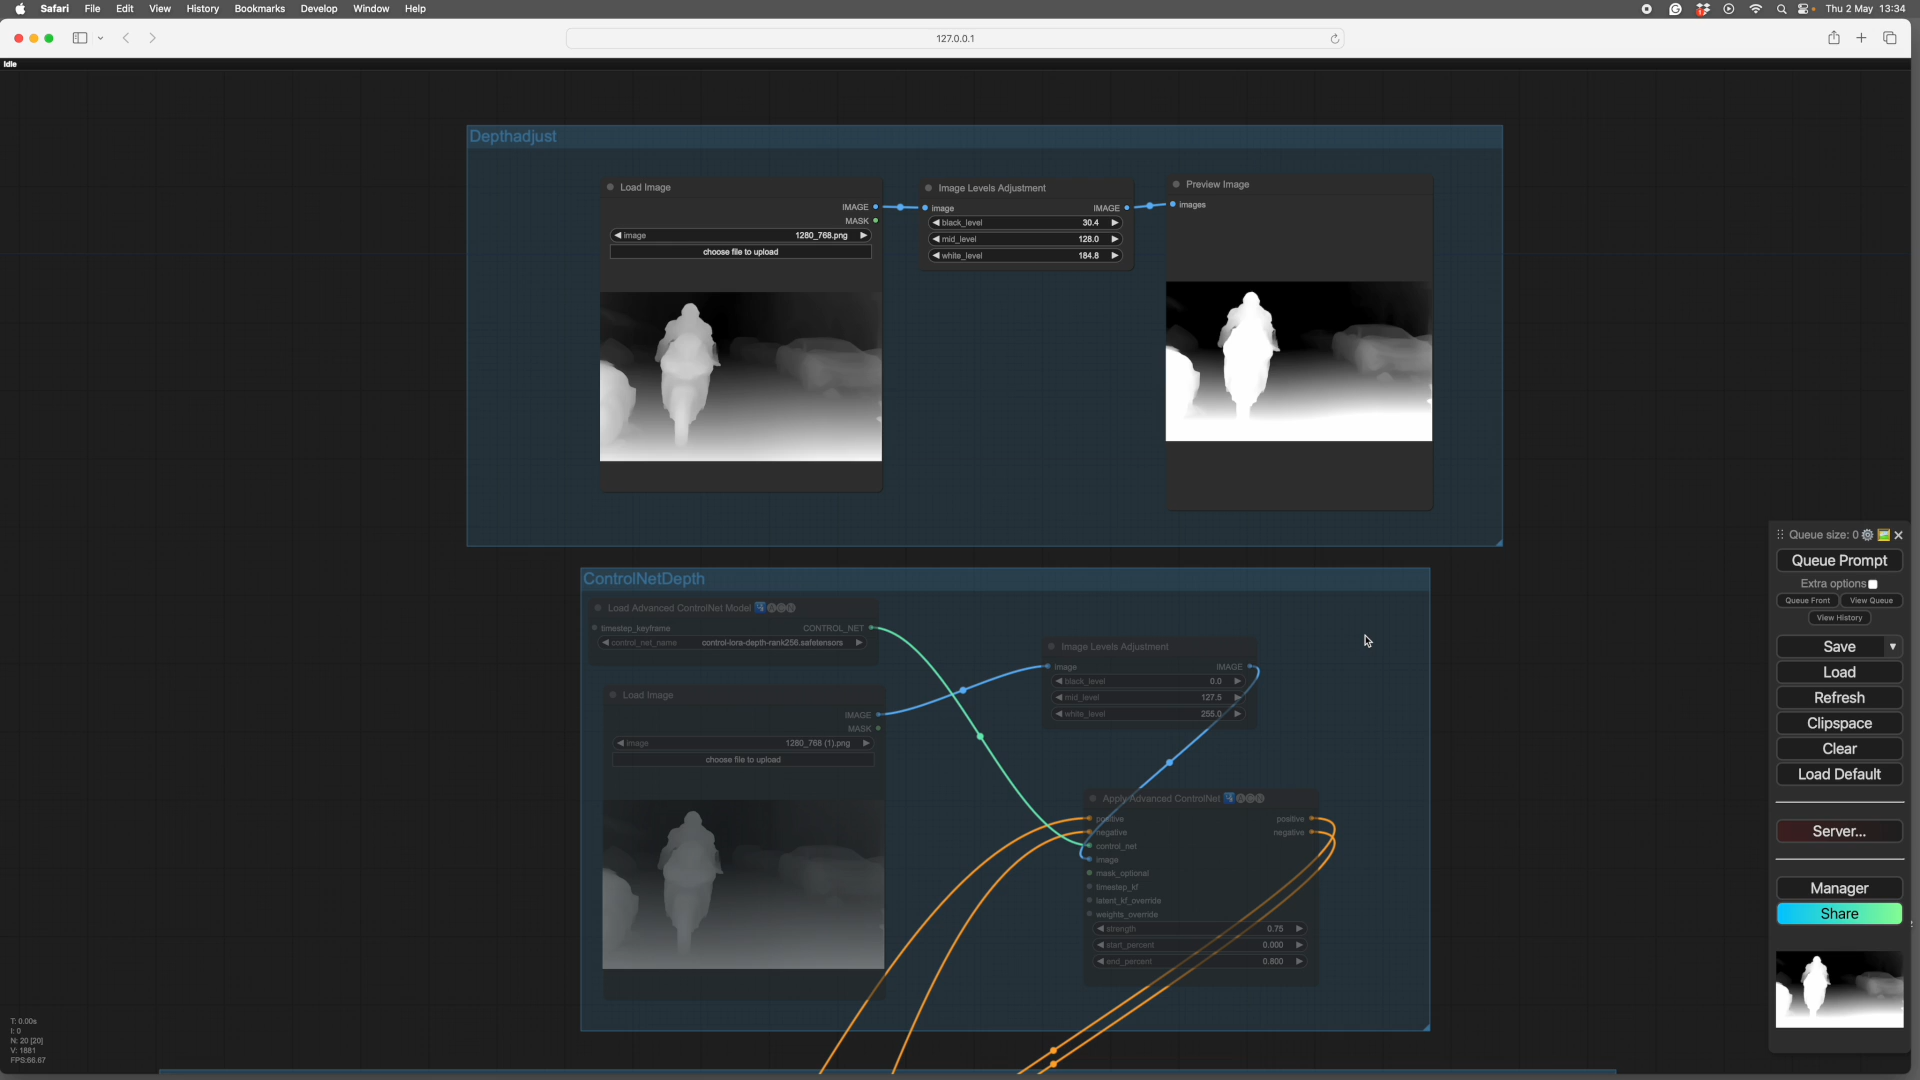 Safari File Edit View History Bookmarks Develop Window Help
Thu 2 May 13:34
127.0.0.1
Idle
Depthadjust
Load Image
IMAGE
MASK
image 1280_768.png
choose file to upload
Image Levels Adjustment
image IMAGE
black_level 30.4
mid_level 128.0
white_level 184.8
Preview Image
images
ControlNetDepth
Load Advanced ControlNet Model
timestep_keyframe CONTROL_NET
control_net_name control-lora-depth-rank256.safetensors
Load Image
IMAGE
MASK
image 1280_768 (1).png
choose file to upload
Image Levels Adjustment
image IMAGE
black_level 0.0
mid_level 127.5
white_level 255.0
Apply Advanced ControlNet
positive positive
negative negative
control_net
image
mask_optional
timestep_kf
latent_kf_override
weights_override
strength 0.75
start_percent 0.000
end_percent 0.800
Queue size: 0
Queue Prompt
Extra options
Queue Front View Queue
View History
Save
Load
Refresh
Clipspace
Clear
Load Default
Server...
Manager
Share
T: 0.00s
I: 0
N: 20 [20]
V: 1881
FPS:66.67